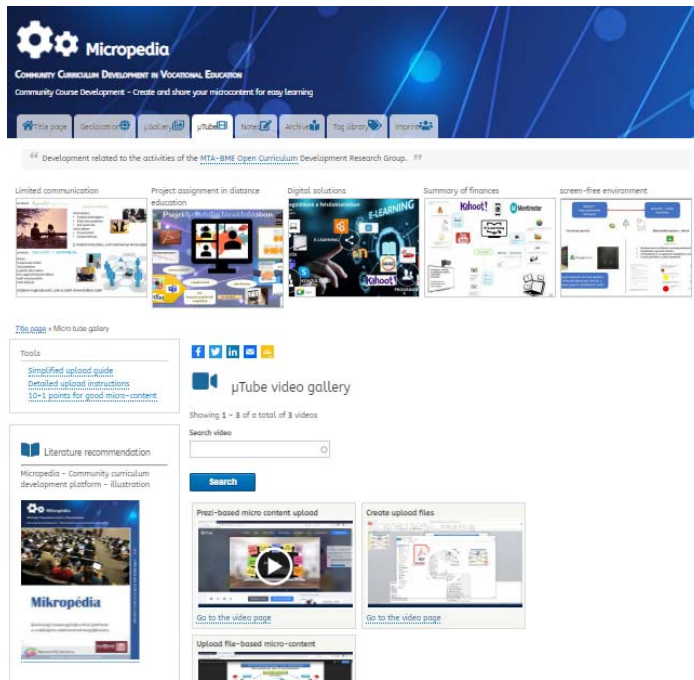 Micropedia
Community Curriculum Development in Vocational Education
Community Course Development - Create and share your microcontent for easy learning
Title page Geolocation μGallery μTube Notes Archive Tag library Imprint
Development related to the activities of the MTA-BME Open Curriculum Development Research Group.
Limited communication
Project assignment in distance education
Digital solutions
Summary of finances
screen-free environment
E-LEARNING
Kahoot!
Kahoot!
Mentimeter
Title page » Micro tube gallery
Tools
Simplified upload guide
Detailed upload instructions
10+1 points for good micro-content
μTube video gallery
Showing 1 - 3 of a total of 3 videos
Search video
Search
Literature recommendation
Micropedia - Community curriculum
development platform - illustration
Mikropédia
Prezi-based micro content upload
Go to the video page
Create upload files
Go to the video page
Upload file-based micro-content